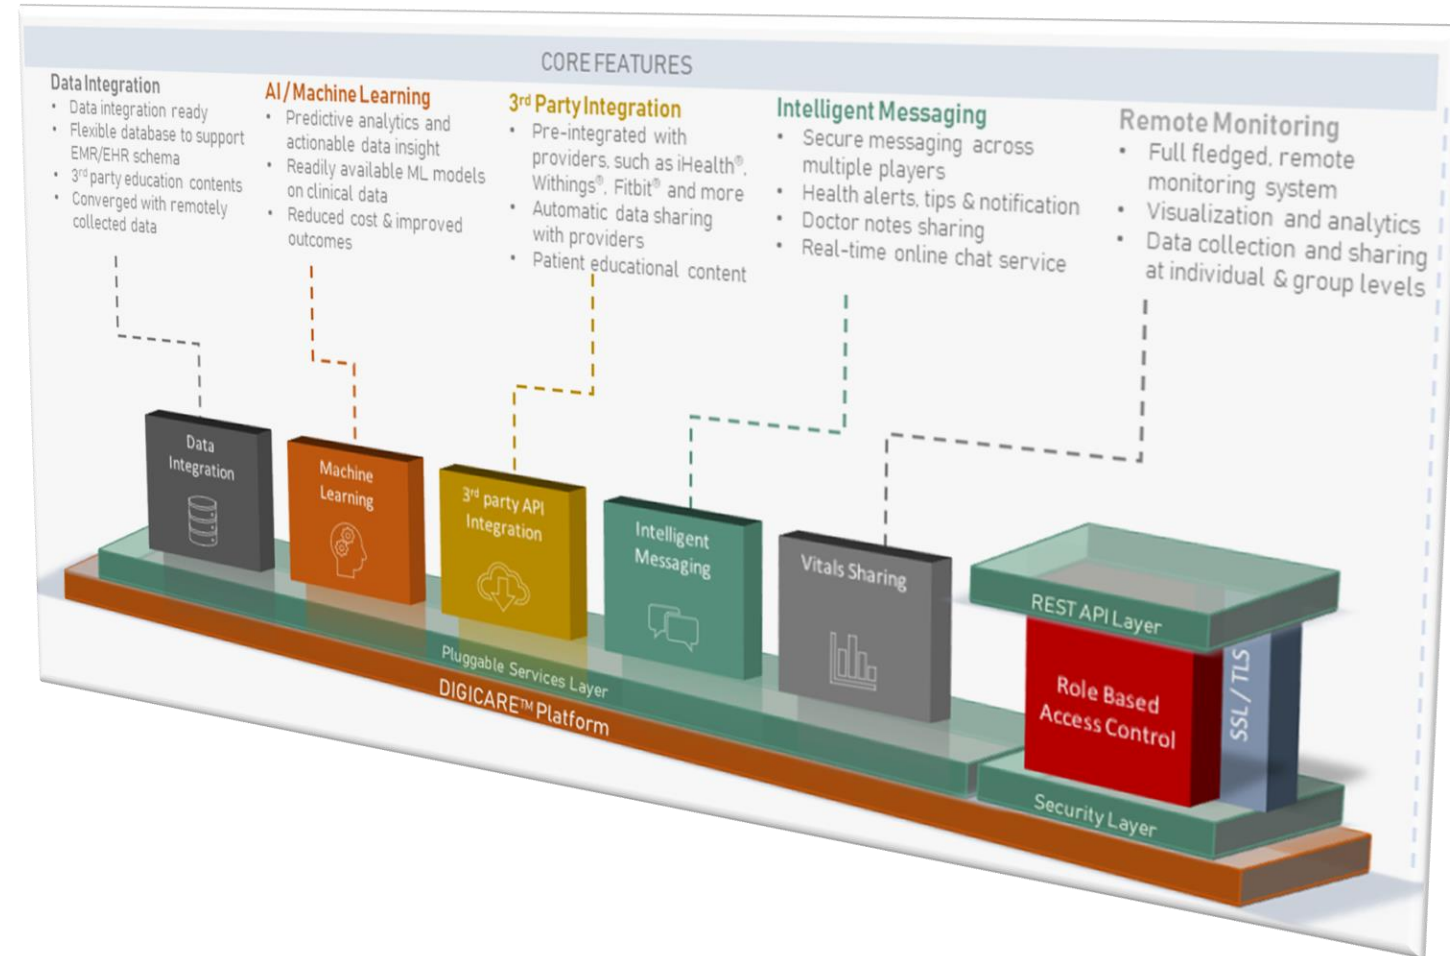 CORE FEATURES
Data Integration
• Data integration ready
• Flexible database to support
EMR/EHR schema
• 3rd party education contents
• Converged with remotely
collected data
AI / Machine Learning
• Predictive analytics and
actionable data insight
• Readily available ML models
on clinical data
• Reduced cost & improved
outcomes
3rd Party Integration
• Pre-integrated with
providers, such as iHealth®,
Withings®, Fitbit® and more
• Automatic data sharing
with providers
• Patient educational content
Intelligent Messaging
• Secure messaging across
multiple players
• Health alerts, tips & notification
• Doctor notes sharing
• Real-time online chat service
Remote Monitoring
• Full fledged, remote
monitoring system
• Visualization and analytics
• Data collection and sharing
at individual & group levels
Data
Integration
Machine
Learning
3rd party API
Integration
Intelligent
Messaging
Vitals Sharing
REST API Layer
Role Based
Access Control
SSL / TLS
Security Layer
Pluggable Services Layer
DIGICARE™ Platform